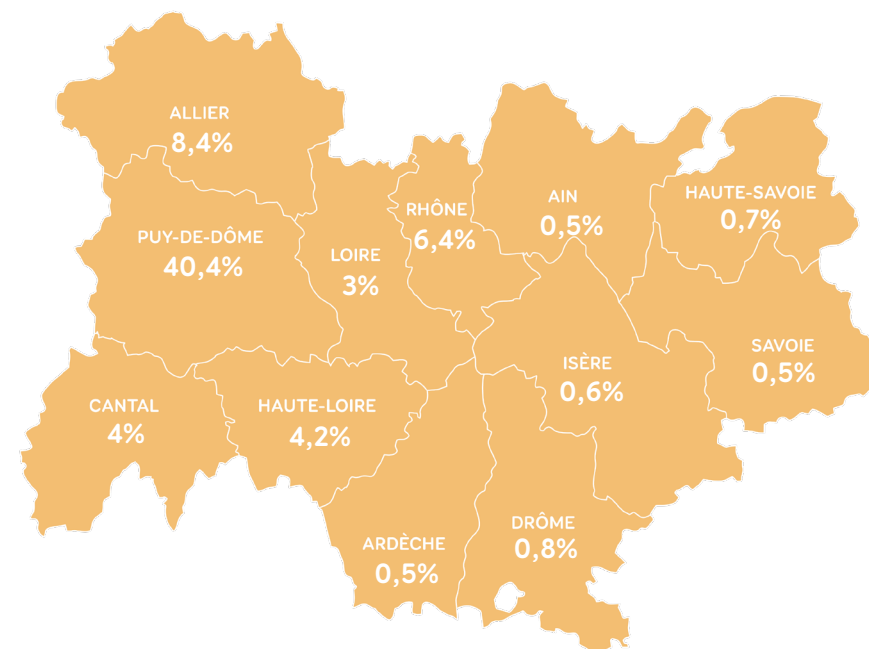 ALLIER
8,4%
PUY-DE-DÔME
40,4%
LOIRE
3%
RHÔNE
6,4%
AIN
0,5%
HAUTE-SAVOIE
0,7%
SAVOIE
0,5%
ISÈRE
0,6%
CANTAL
4%
HAUTE-LOIRE
4,2%
ARDÈCHE
0,5%
DRÔME
0,8%